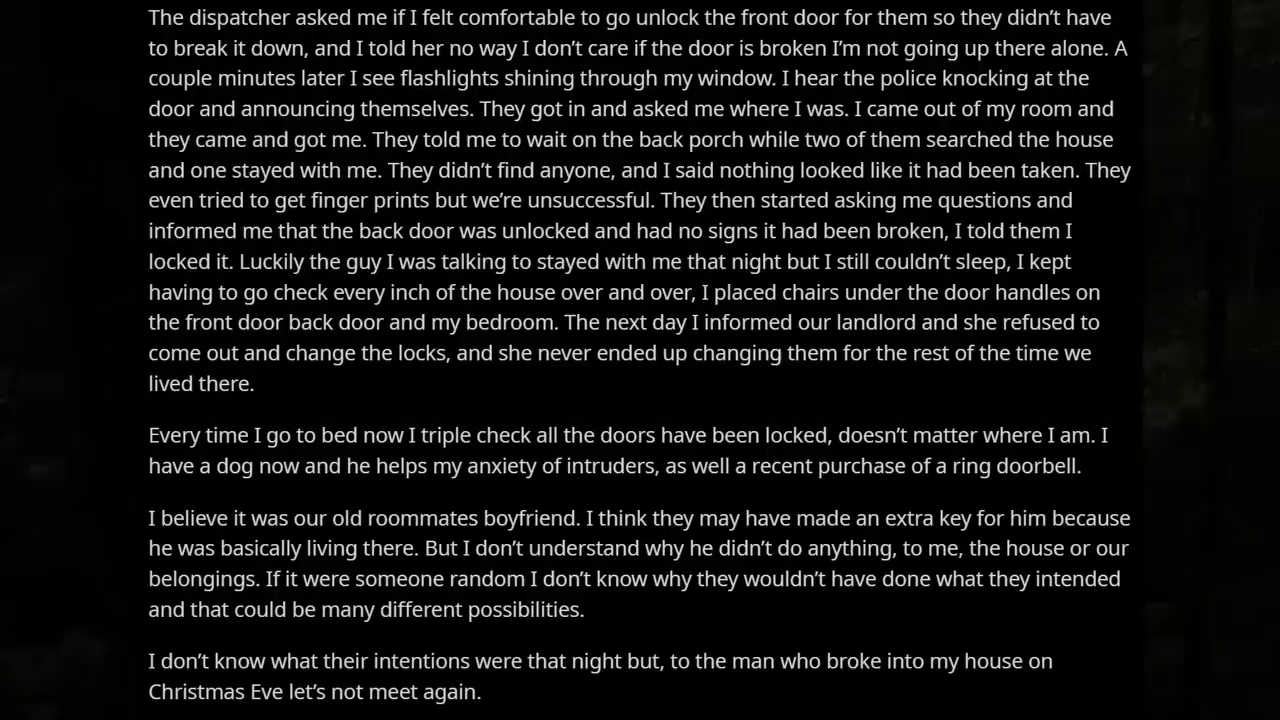 The dispatcher asked me if I felt comfortable to go unlock the front door for them so they didn’t have
to break it down, and I told her no way I don’t care if the door is broken I’m not going up there alone. A
couple minutes later I see flashlights shining through my window. I hear the police knocking at the
door and announcing themselves. They got in and asked me where I was. I came out of my room and
they came and got me. They told me to wait on the back porch while two of them searched the house
and one stayed with me. They didn’t find anyone, and I said nothing looked like it had been taken. They
even tried to get finger prints but we’re unsuccessful. They then started asking me questions and
informed me that the back door was unlocked and had no signs it had been broken, I told them I
locked it. Luckily the guy I was talking to stayed with me that night but I still couldn’t sleep, I kept
having to go check every inch of the house over and over, I placed chairs under the door handles on
the front door back door and my bedroom. The next day I informed our landlord and she refused to
come out and change the locks, and she never ended up changing them for the rest of the time we
lived there.
Every time I go to bed now I triple check all the doors have been locked, doesn’t matter where I am. I
have a dog now and he helps my anxiety of intruders, as well a recent purchase of a ring doorbell.
I believe it was our old roommates boyfriend. I think they may have made an extra key for him because
he was basically living there. But I don’t understand why he didn’t do anything, to me, the house or our
belongings. If it were someone random I don’t know why they wouldn’t have done what they intended
and that could be many different possibilities.
I don’t know what their intentions were that night but, to the man who broke into my house on
Christmas Eve let’s not meet again.